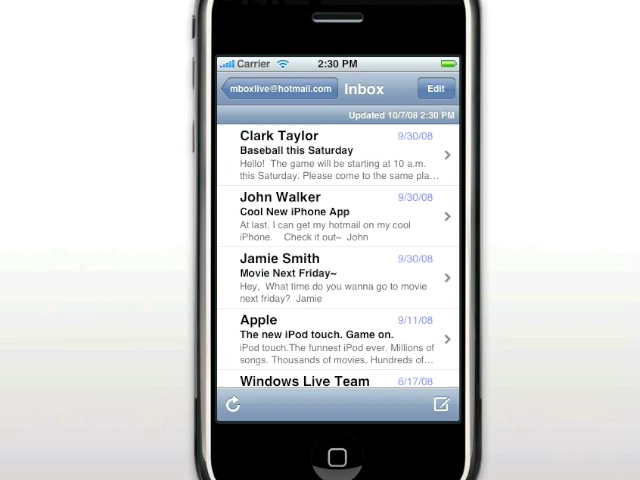 Carrier 2:30 PM
mboxlive@hotmail.com Inbox Edit
Updated 10/7/08 2:30 PM
Clark Taylor 9/30/08
Baseball this Saturday
Hello! The game will be starting at 10 a.m.
this Saturday. Please come to the same pla...
John Walker 9/30/08
Cool New iPhone App
At last, I can get my hotmail on my cool
iPhone. Check it out~ John
Jamie Smith 9/30/08
Movie Next Friday~
Hey, What time do you wanna go to movie
next friday? Jamie
Apple 9/11/08
The new iPod touch. Game on.
iPod touch.The funnest iPod ever. Millions of
songs. Thousands of movies. Hundreds of...
Windows Live Team 6/17/08